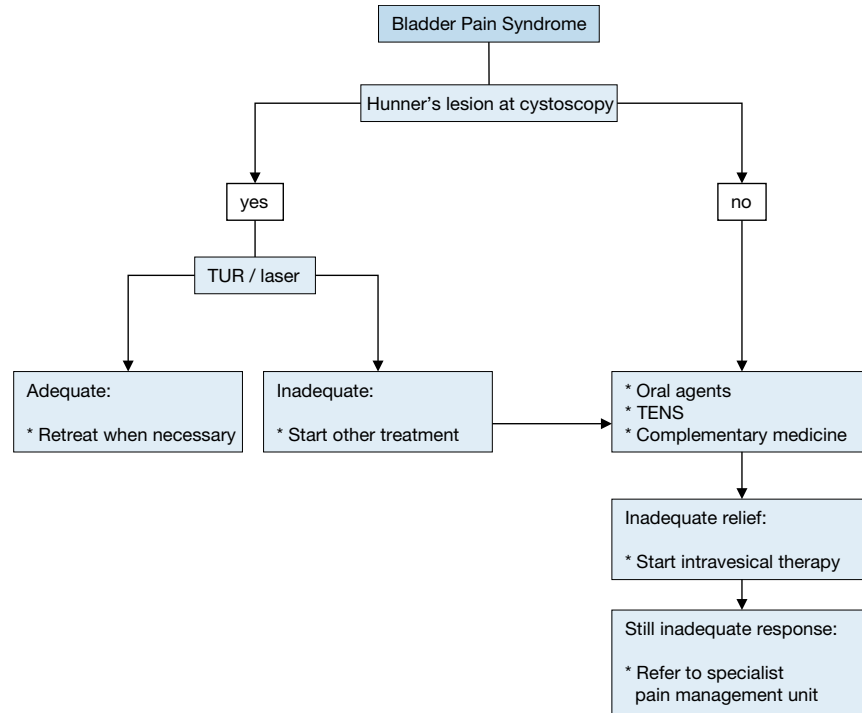 Bladder Pain Syndrome
Hunner's lesion at cystoscopy
yes
no
TUR / laser
Adequate:
* Retreat when necessary
Inadequate:
* Start other treatment
* Oral agents
* TENS
* Complementary medicine
Inadequate relief:
* Start intravesical therapy
Still inadequate response:
* Refer to specialist
pain management unit